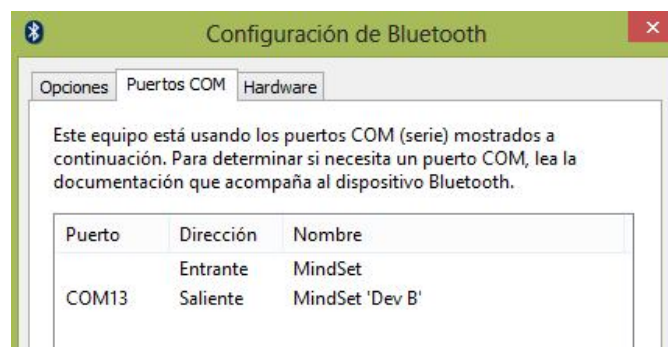 Configuración de Bluetooth
Opciones Puertos COM Hardware
Este equipo está usando los puertos COM (serie) mostrados a
continuación. Para determinar si necesita un puerto COM, lea la
documentación que acompaña al dispositivo Bluetooth.
Puerto Dirección Nombre
Entrante MindSet
COM13 Saliente MindSet 'Dev B'